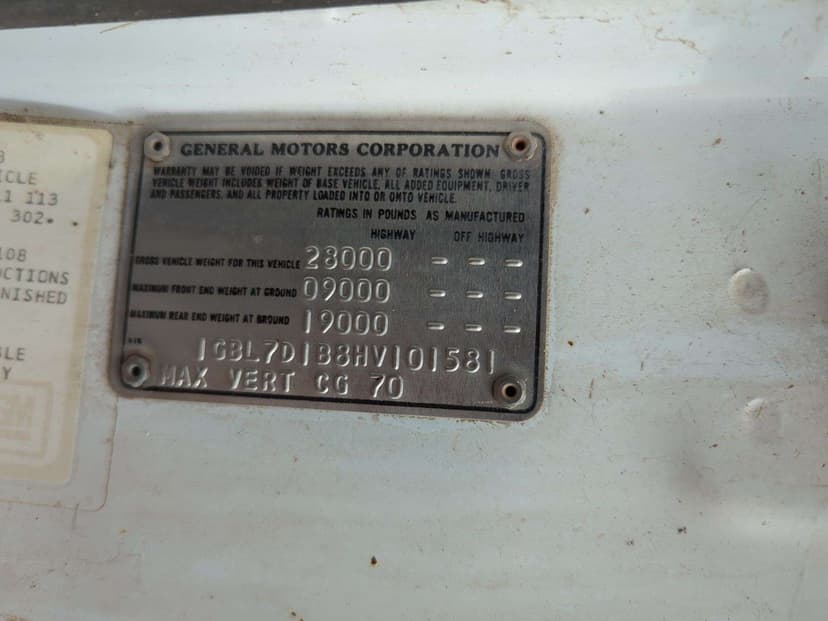 GENERAL MOTORS CORPORATION
WARRANTY MAY BE VOIDED IF WEIGHT EXCEEDS ANY OF RATINGS SHOWN. GROSS
VEHICLE WEIGHT INCLUDES WEIGHT OF BASE VEHICLE, ALL ADDED EQUIPMENT, DRIVER
AND PASSENGERS, AND ALL PROPERTY LOADED INTO OR ONTO VEHICLE.
RATINGS IN POUNDS AS MANUFACTURED
HIGHWAY OFF HIGHWAY
GROSS VEHICLE WEIGHT FOR THIS VEHICLE 28000 - - -
MAXIMUM FRONT END WEIGHT AT GROUND 09000 - - -
MAXIMUM REAR END WEIGHT AT GROUND 19000 - - -
VIN
1GBL7D1B8HV101581
MAX VERT CG 70
ICLE
113
302.
108
CTIONS
NISHED
BLE
Y